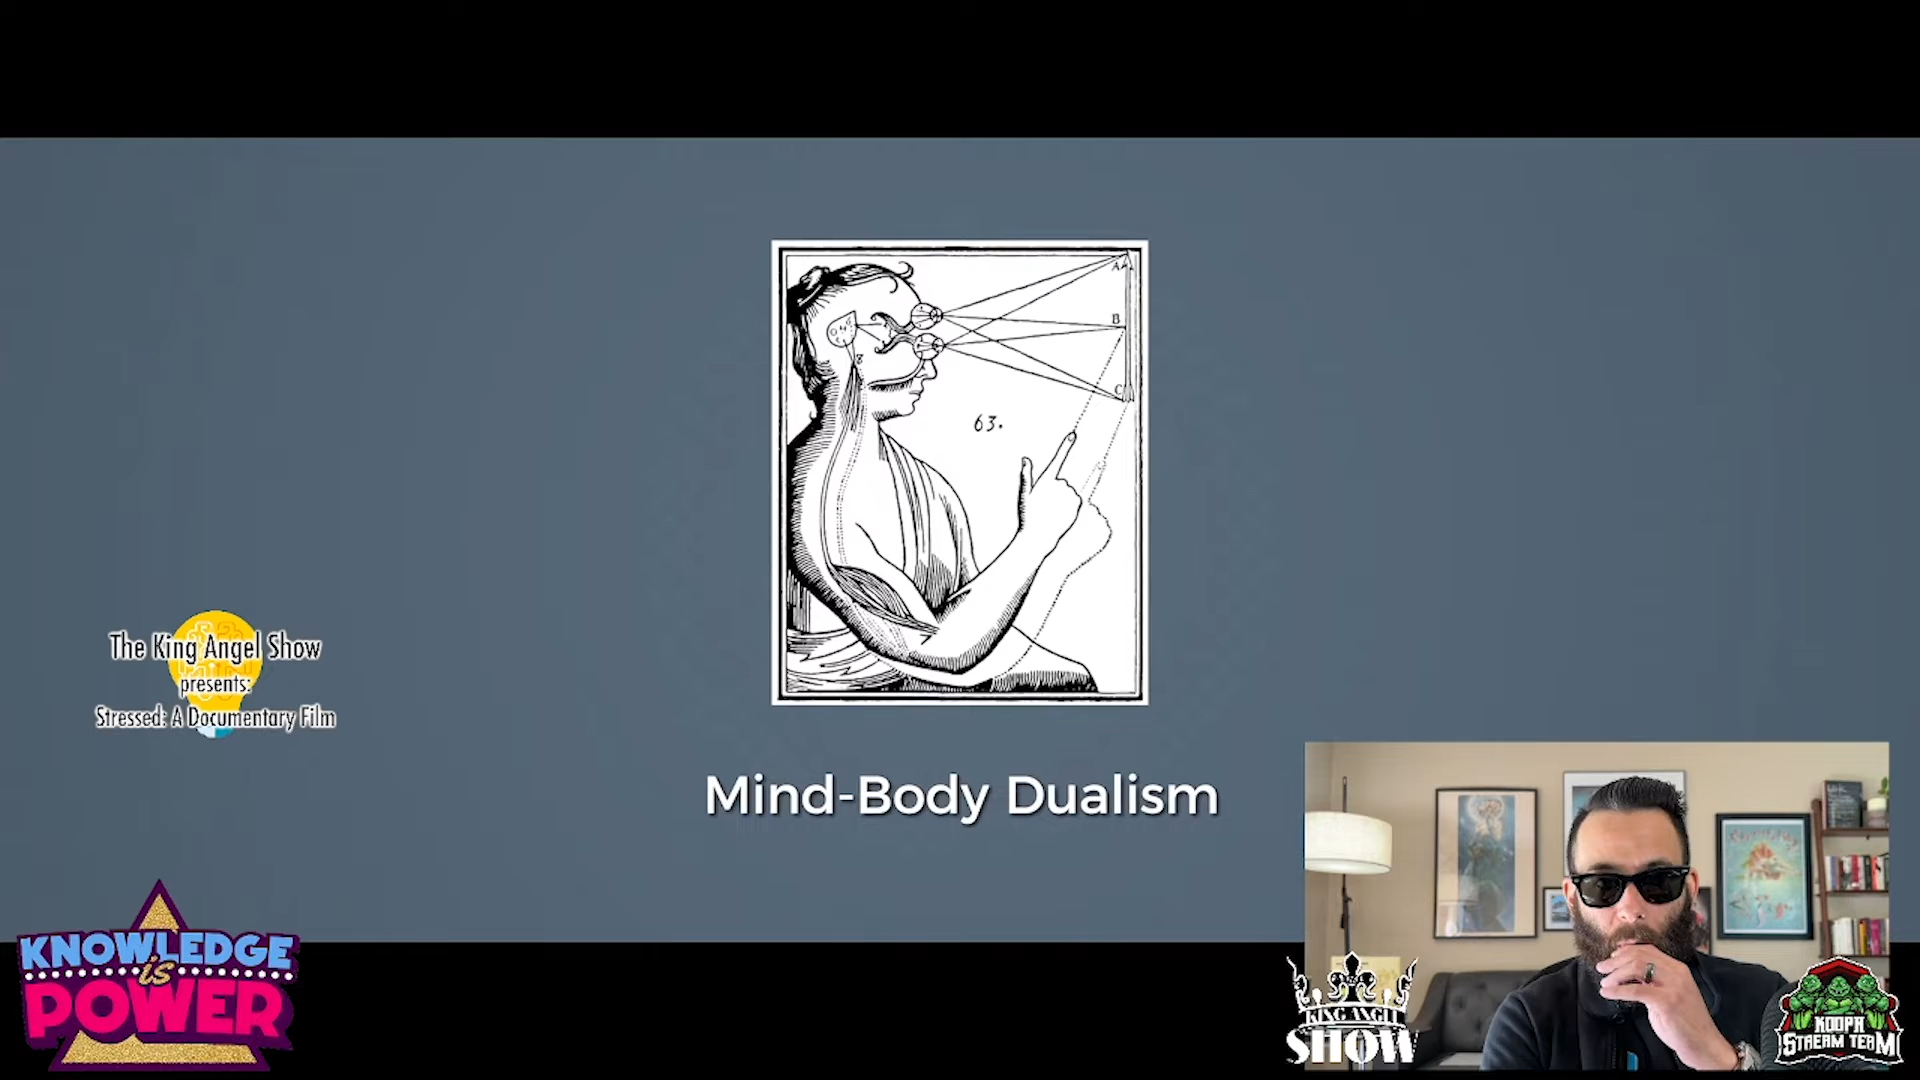 A
B
C
63.
The King Angel Show
presents:
Stressed: A Documentary Film
Mind-Body Dualism
KNOWLEDGE
is
POWER
KING ANGEL
SHOW
KOOPA
STREAM TEAM